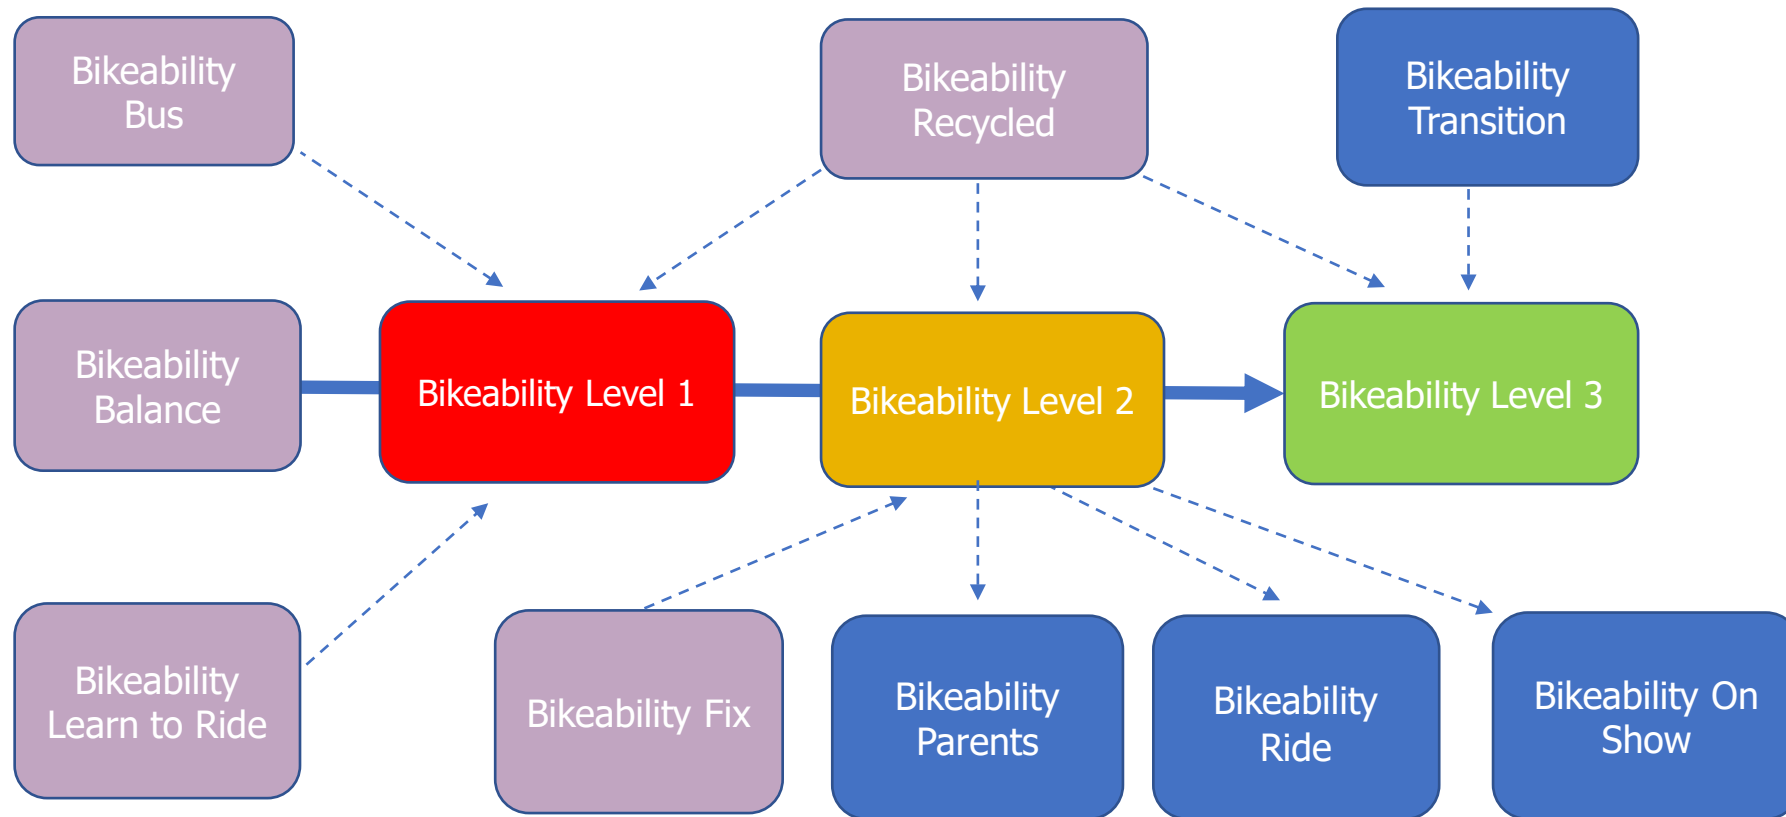 Bikeability
Bus
Bikeability
Recycled
Bikeability
Transition
Bikeability
Balance
Bikeability Level 1
Bikeability Level 2
Bikeability Level 3
Bikeability
Learn to Ride
Bikeability Fix
Bikeability
Parents
Bikeability
Ride
Bikeability On
Show